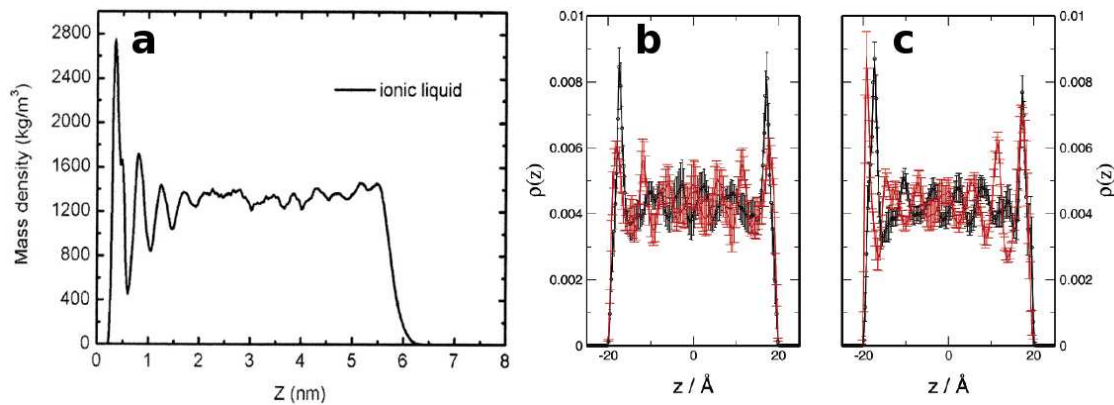 a
2800
2400
2000
1600
1200
800
400
0
Mass density (kg/m³)
ionic liquid
0 1 2 3 4 5 6 7 8
Z (nm)
b
0.01
0.008
0.006
0.004
0.002
0
ρ(z)
-20 0 20
z / Å
c
0.01
0.008
0.006
0.004
0.002
0
ρ(z)
-20 0 20
z / Å